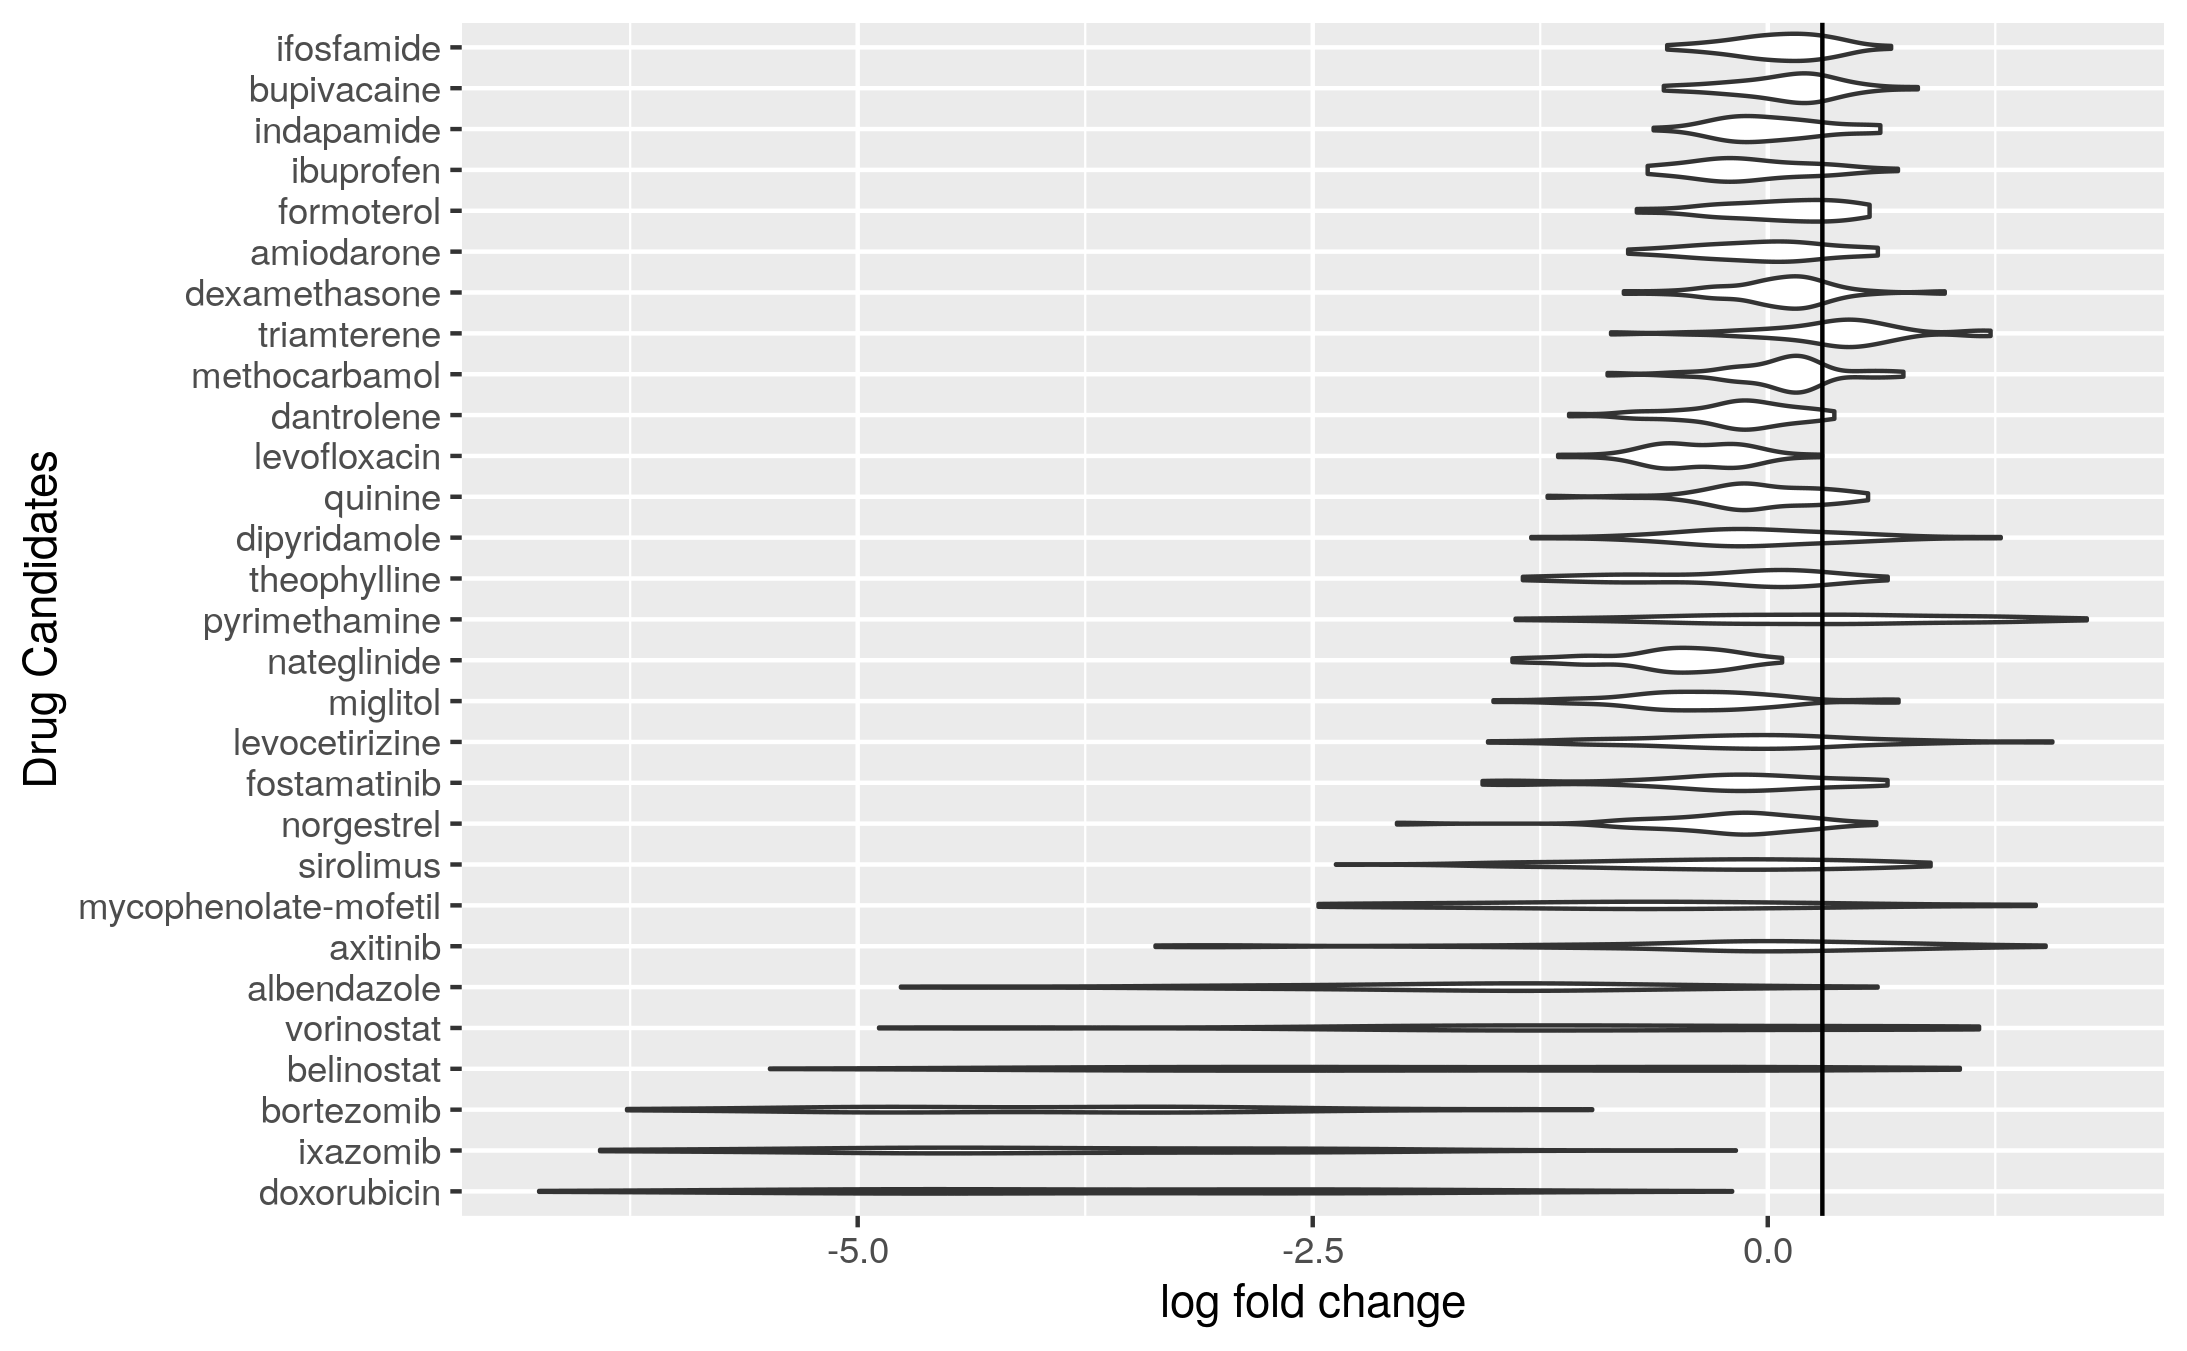 Drug Candidates
ifosfamide
bupivacaine
indapamide
ibuprofen
formoterol
amiodarone
dexamethasone
triamterene
methocarbamol
dantrolene
levofloxacin
quinine
dipyridamole
theophylline
pyrimethamine
nateglinide
miglitol
levocetirizine
fostamatinib
norgestrel
sirolimus
mycophenolate-mofetil
axitinib
albendazole
vorinostat
belinostat
bortezomib
ixazomib
doxorubicin
-5.0 -2.5 0.0
log fold change